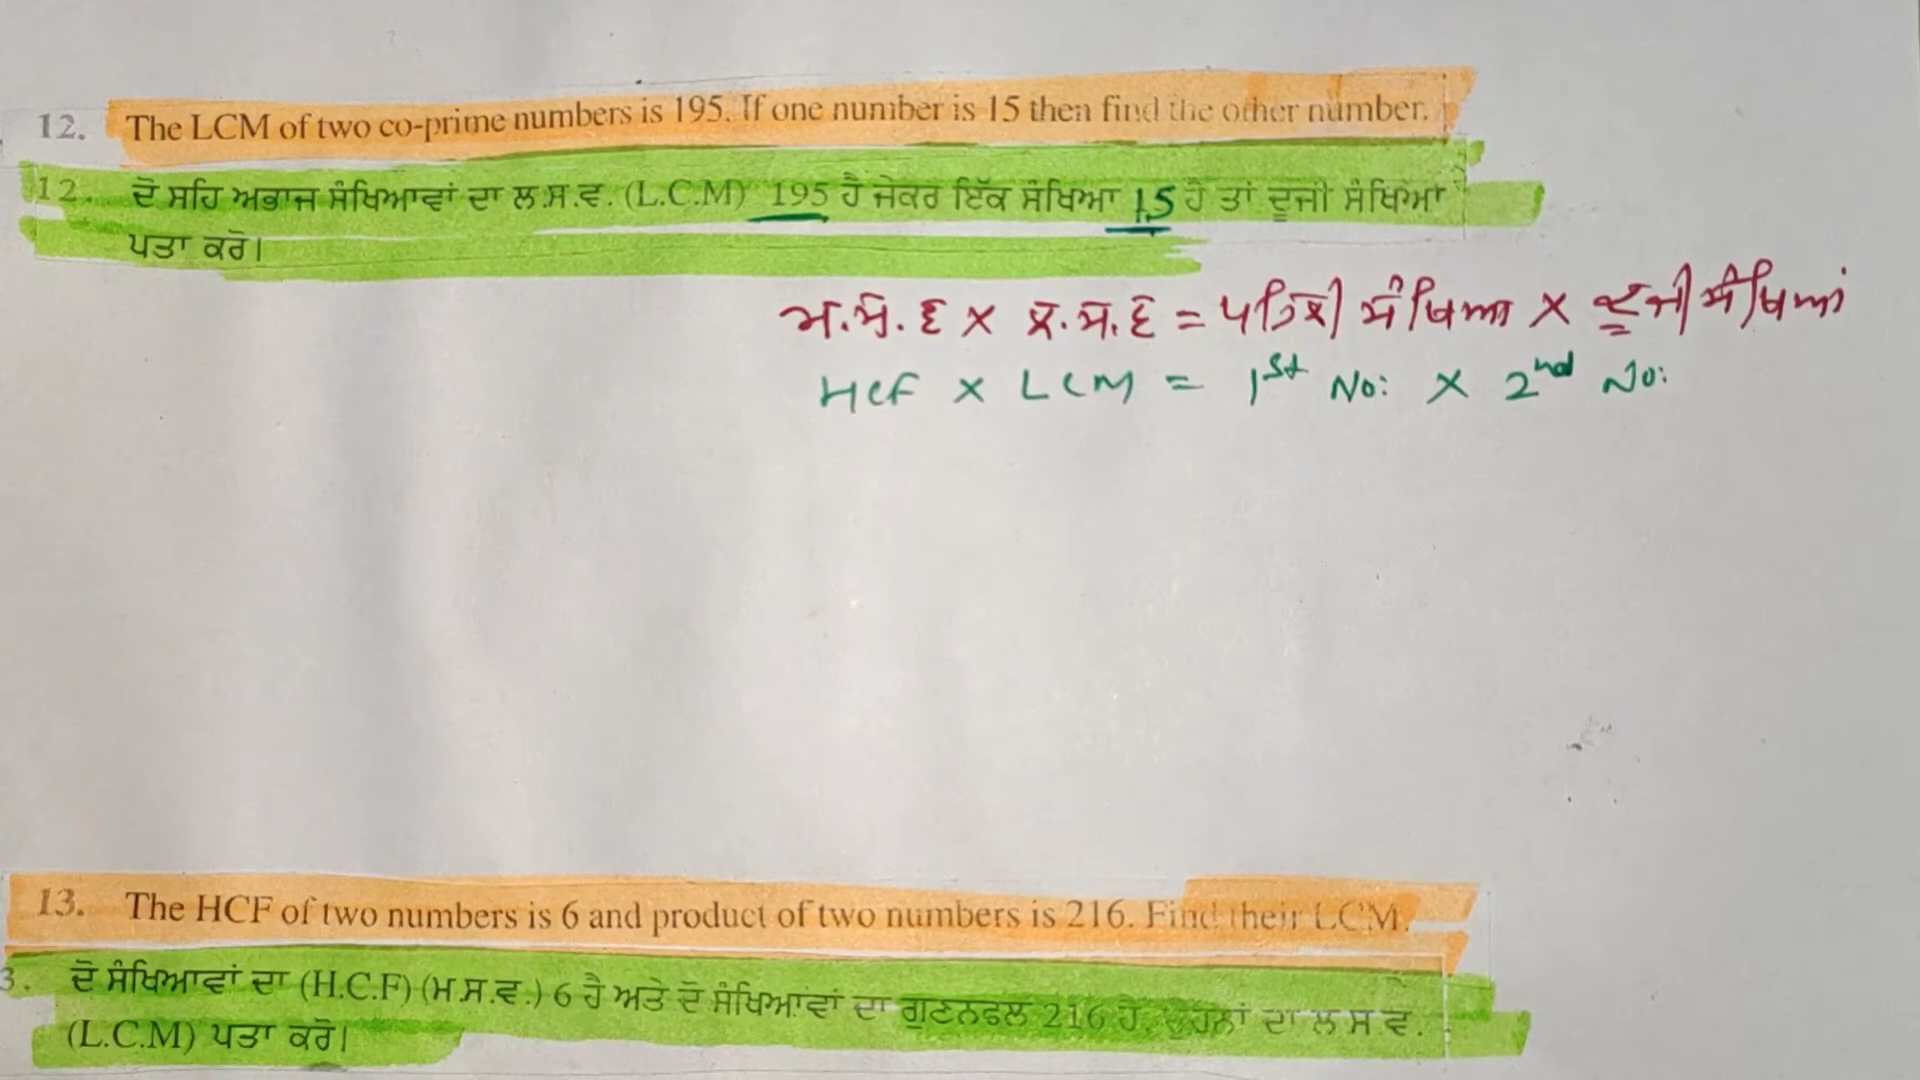 12. The LCM of two co-prime numbers is 195. If one number is 15 then find the other number.
12. ਦੋ ਸਹਿ ਅਭਾਜ ਸੰਖਿਆਵਾਂ ਦਾ ਲ.ਸ.ਵ. (L.C.M) 195 ਹੈ ਜੇਕਰ ਇੱਕ ਸੰਖਿਆ 15 ਹੈ ਤਾਂ ਦੂਜੀ ਸੰਖਿਆ
ਪਤਾ ਕਰੋ।
ਮ.ਸ.ਵ × ਲ.ਸ.ਵ = ਪਹਿਲੀ ਸੰਖਿਆ × ਦੂਜੀ ਸੰਖਿਆ
HCF × LCM = 1st No: × 2nd No:
13. The HCF of two numbers is 6 and product of two numbers is 216. Find their LCM.
3. ਦੋ ਸੰਖਿਆਵਾਂ ਦਾ (H.C.F) (ਮ.ਸ.ਵ.) 6 ਹੈ ਅਤੇ ਦੋ ਸੰਖਿਆਵਾਂ ਦਾ ਗੁਣਨਫਲ 216 ਹੈ, ਉਹਨਾਂ ਦਾ ਲ.ਸ.ਵ.
(L.C.M) ਪਤਾ ਕਰੋ।